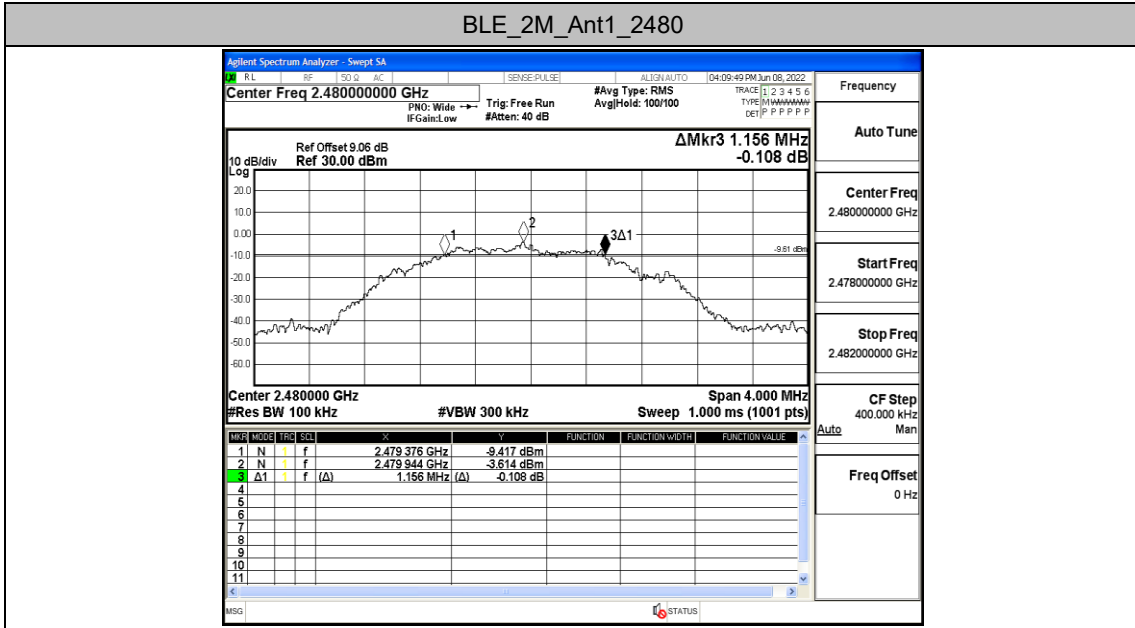 BLE_2M_Ant1_2480
Agilent Spectrum Analyzer - Swept SA
LXI RL RF 50 Ω AC SENSE:PULSE ALIGN AUTO 04:09:49 PM Jun 08, 2022
Center Freq 2.480000000 GHz
PNO: Wide
IFGain:Low
Trig: Free Run
#Atten: 40 dB
#Avg Type: RMS
Avg|Hold: 100/100
TRACE 1 2 3 4 5 6
TYPE M
DET P P P P P P
ΔMkr3 1.156 MHz
-0.108 dB
Ref Offset 9.06 dB
10 dB/div Ref 30.00 dBm
Log
20.0
10.0
0.00
-10.0
-20.0
-30.0
-40.0
-50.0
-60.0
1
2
3Δ1
-9.61 dBm
Center 2.480000 GHz Span 4.000 MHz
#Res BW 100 kHz #VBW 300 kHz Sweep 1.000 ms (1001 pts)
MKR MODE TRC SCL X Y FUNCTION FUNCTION WIDTH FUNCTION VALUE
1 N 1 f 2.479 376 GHz -9.417 dBm
2 N 1 f 2.479 944 GHz -3.614 dBm
3 Δ1 1 f (Δ) 1.156 MHz (Δ) -0.108 dB
4
5
6
7
8
9
10
11
MSG STATUS
Frequency
Auto Tune
Center Freq
2.480000000 GHz
Start Freq
2.478000000 GHz
Stop Freq
2.482000000 GHz
CF Step
400.000 kHz
Auto Man
Freq Offset
0 Hz